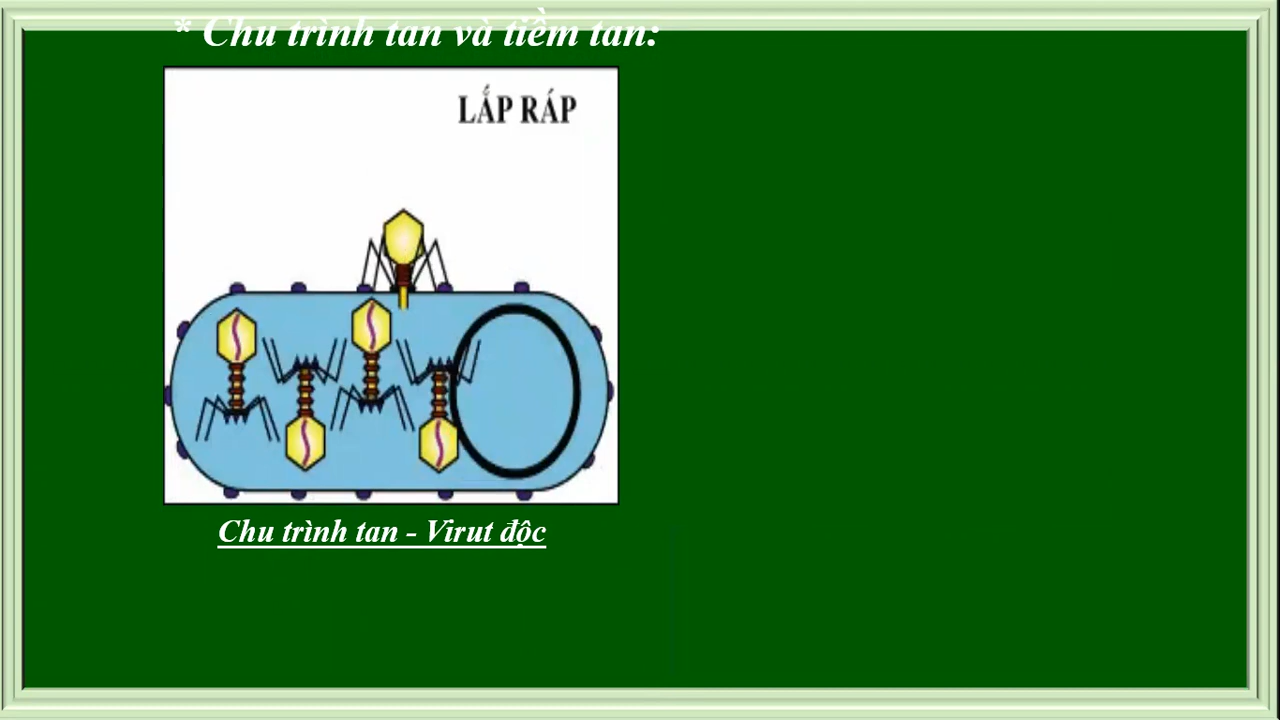 * Chu trình tan và tiềm tan:
LẮP RÁP
Chu trình tan - Virut độc